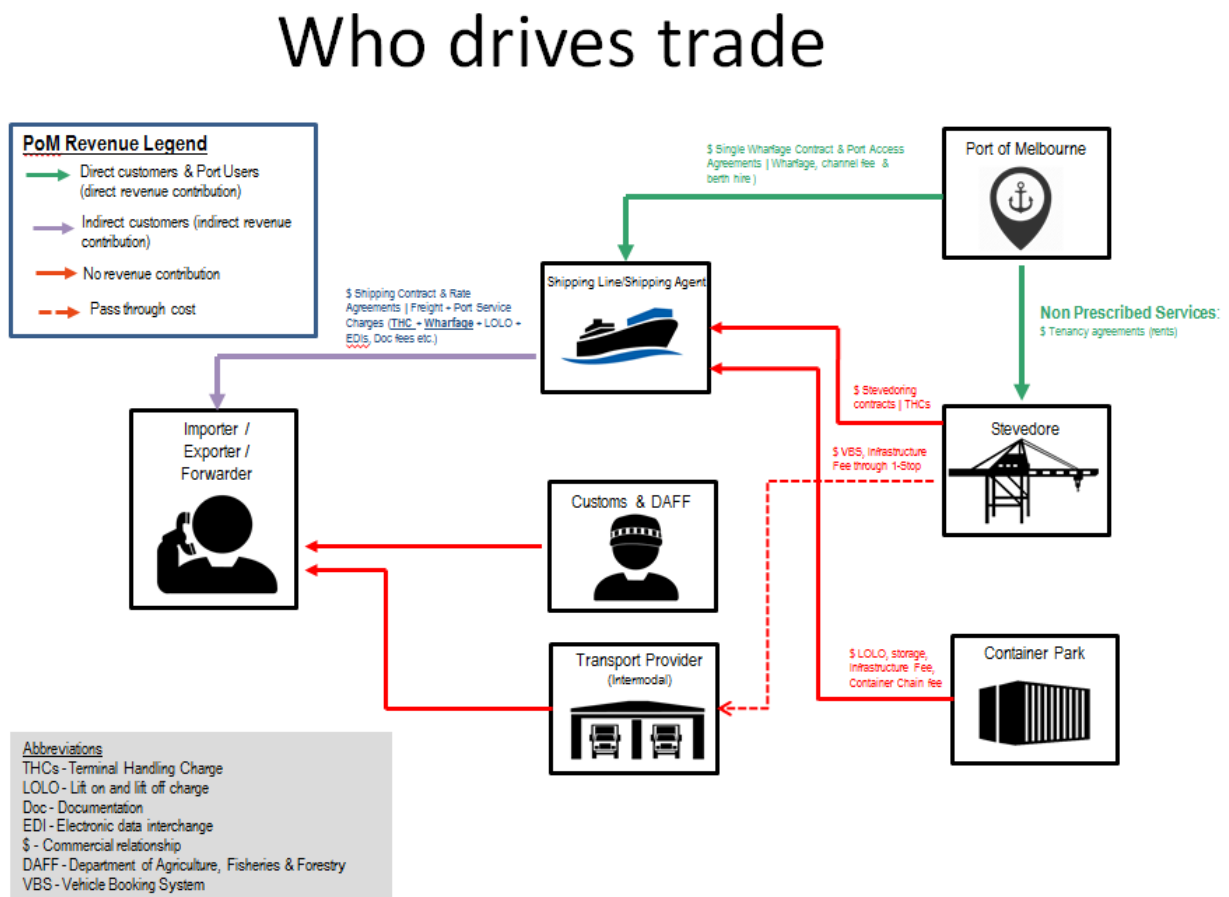 Who drives trade
PoM Revenue Legend
Direct customers & Port Users
(direct revenue contribution)
Indirect customers (indirect revenue
contribution)
No revenue contribution
Pass through cost
$ Single Wharfage Contract & Port Access
Agreements | Wharfage, channel fee &
berth hire )
Port of Melbourne
Shipping Line/Shipping Agent
$ Shipping Contract & Rate
Agreements | Freight + Port Service
Charges (THC + Wharfage + LOLO +
EDIs, Doc fees etc.)
Non Prescribed Services:
$ Tenancy agreements (rents)
Importer /
Exporter /
Forwarder
$ Stevedoring
contracts | THCs
Stevedore
$ VBS, Infrastructure
Fee through 1-Stop
Customs & DAFF
Transport Provider
(Intermodal)
$ LOLO, storage,
Infrastructure Fee,
Container Chain fee
Container Park
Abbreviations
THCs - Terminal Handling Charge
LOLO - Lift on and lift off charge
Doc - Documentation
EDI - Electronic data interchange
$ - Commercial relationship
DAFF - Department of Agriculture, Fisheries & Forestry
VBS - Vehicle Booking System